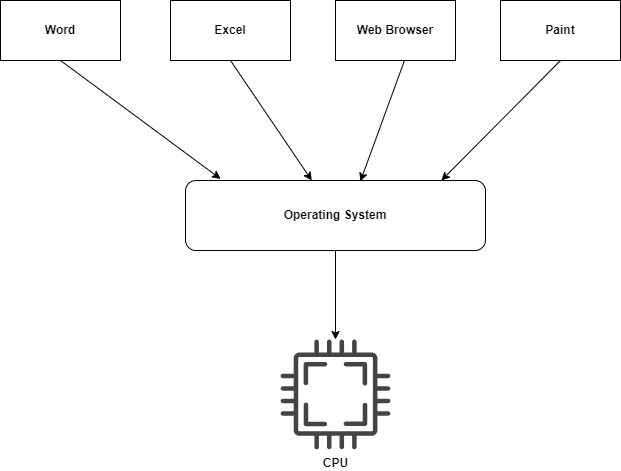 Word
Excel
Web Browser
Paint
Operating System
CPU